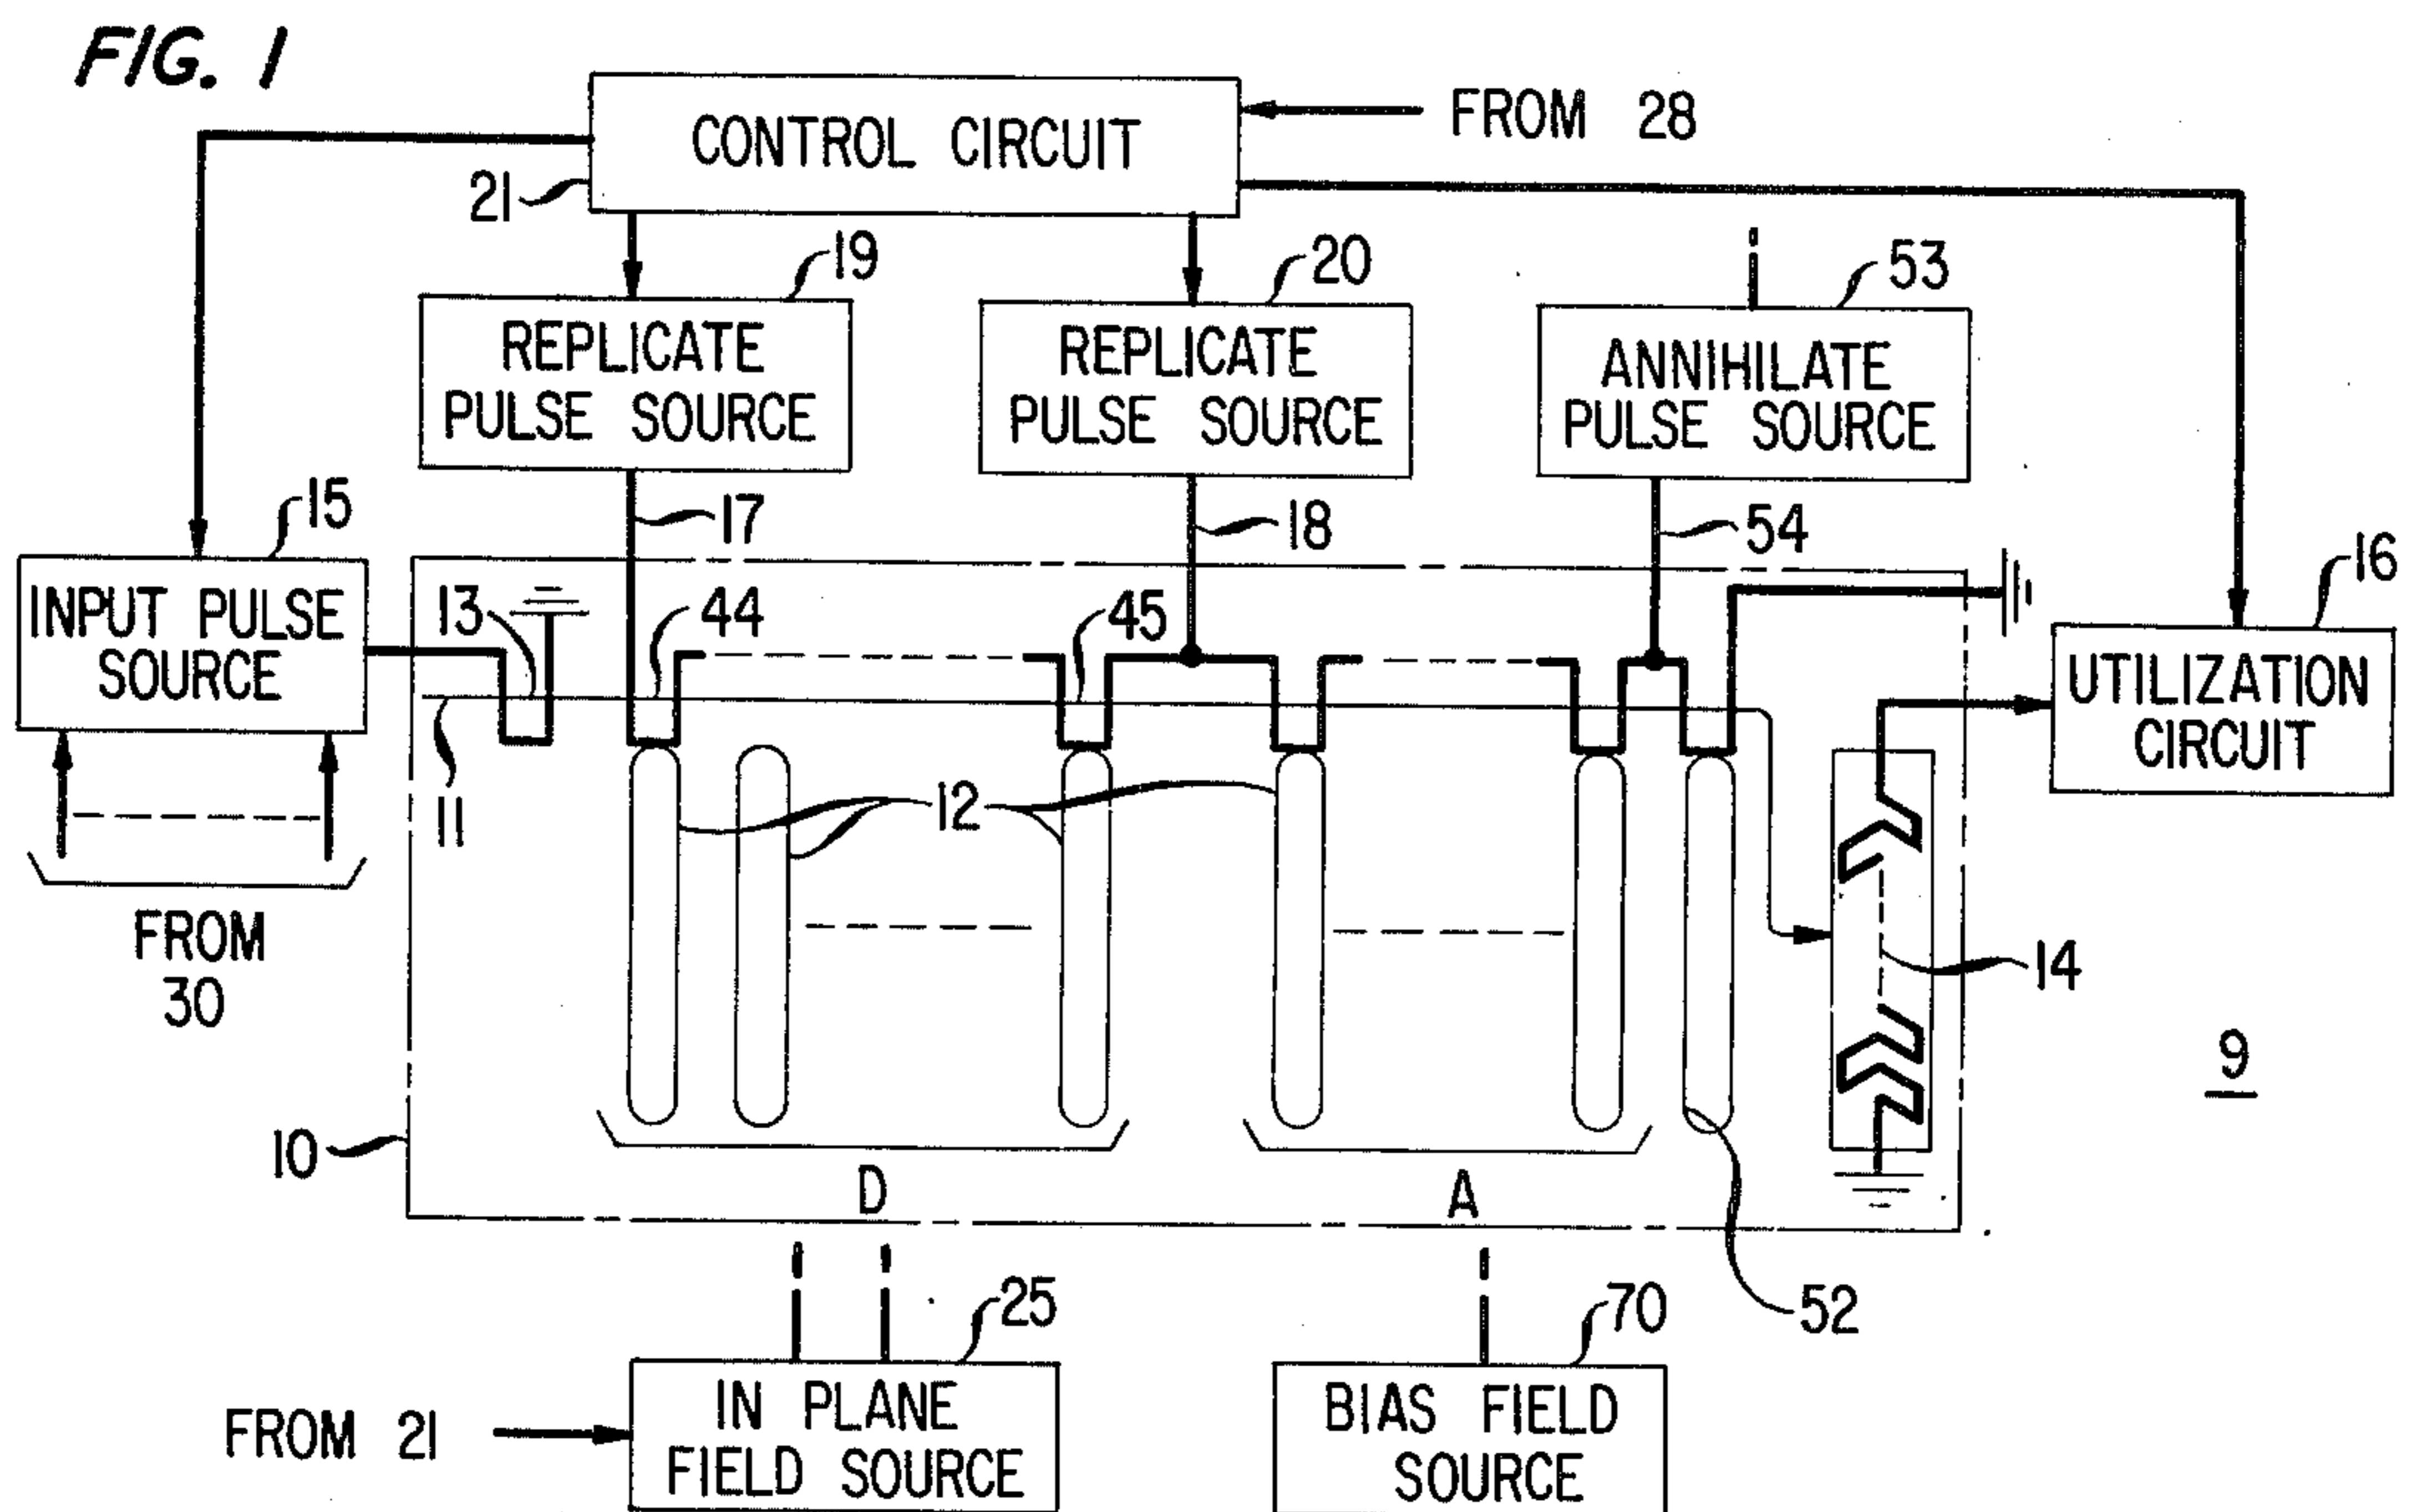 FIG. 1
CONTROL CIRCUIT
FROM 28
21
19
20
53
REPLICATE
PULSE SOURCE
REPLICATE
PULSE SOURCE
ANNIHILATE
PULSE SOURCE
15
17
18
54
16
INPUT PULSE
SOURCE
13
44
45
UTILIZATION
CIRCUIT
11
12
FROM
30
14
9
10
D
A
52
25
70
FROM 21
IN PLANE
FIELD SOURCE
BIAS FIELD
SOURCE